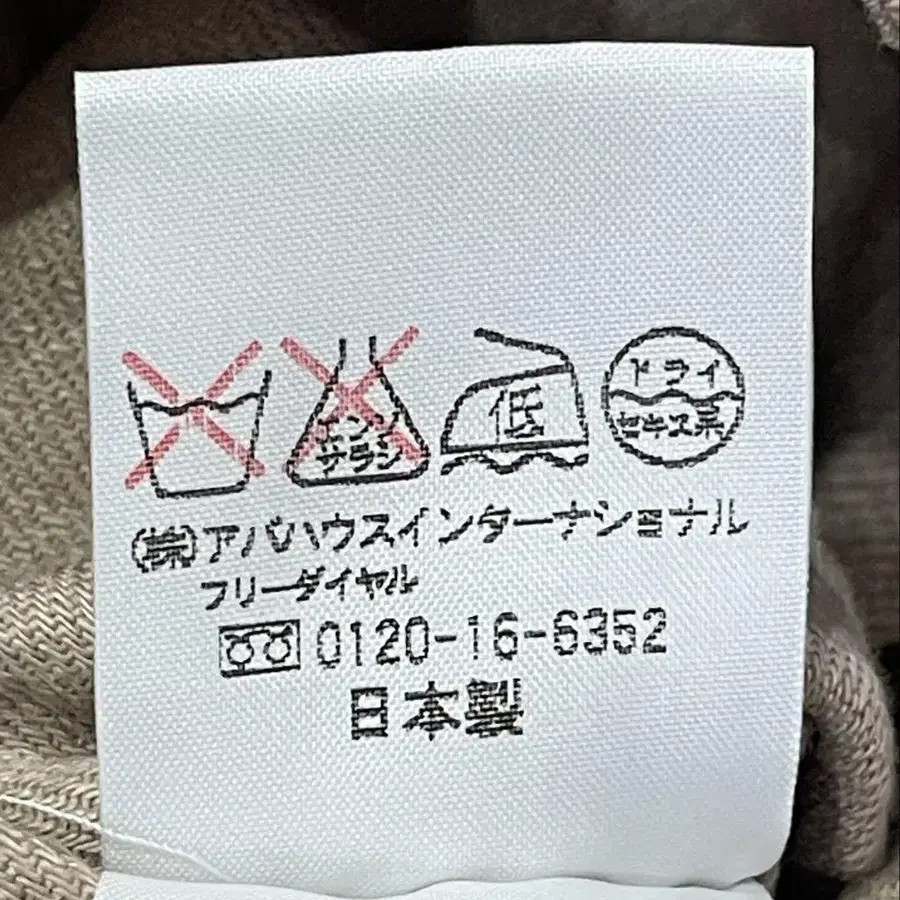 エンソ
サラシ
低
ドライ
セキユ系
(株)アバハウスインターナショナル
フリーダイヤル
0120-16-6352
日本製